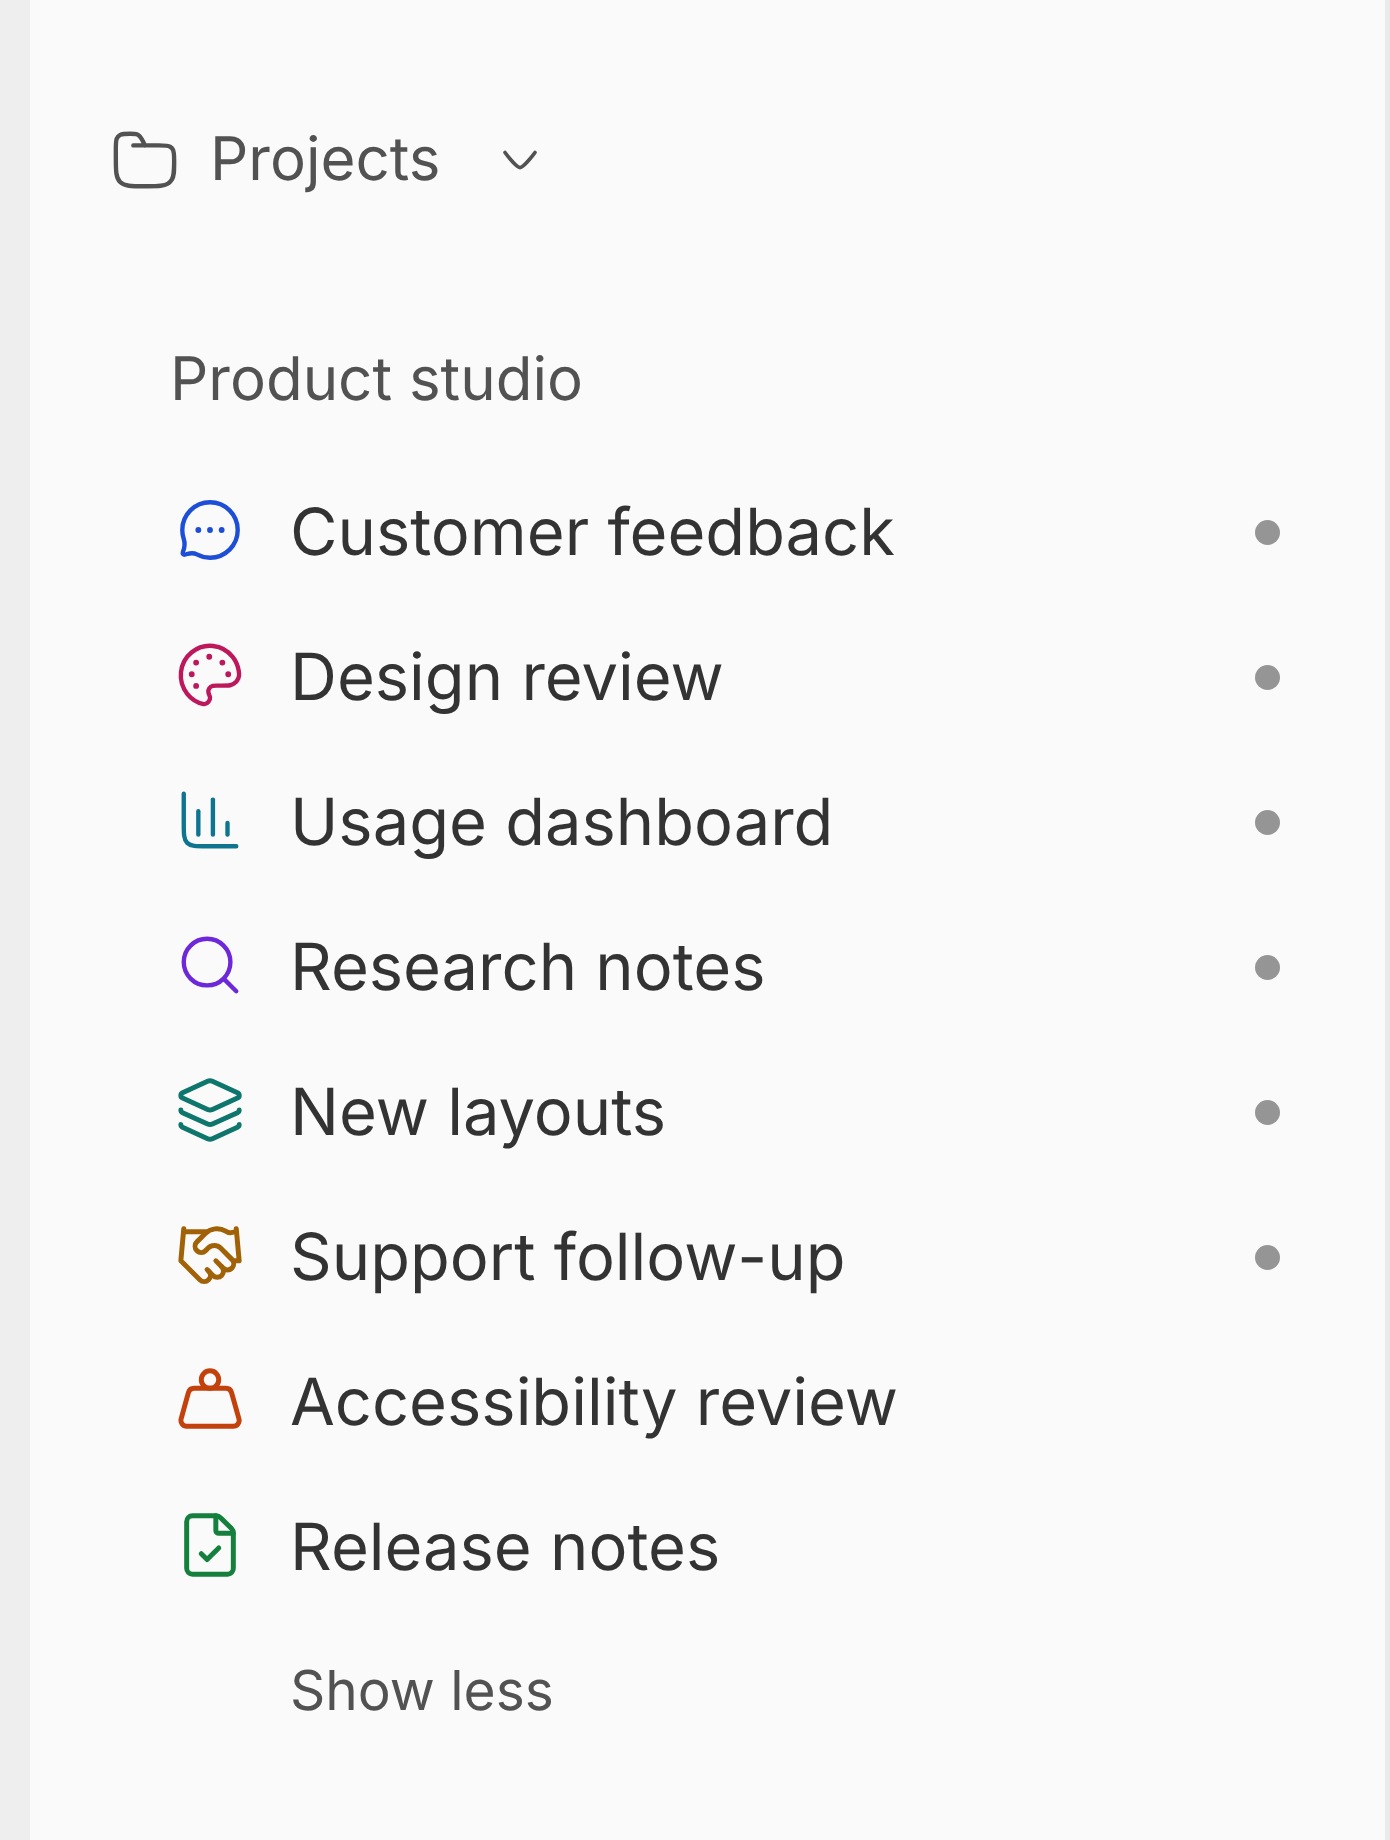 Projects
Product studio
Customer feedback
Design review
Usage dashboard
Research notes
New layouts
Support follow-up
Accessibility review
Release notes
Show less